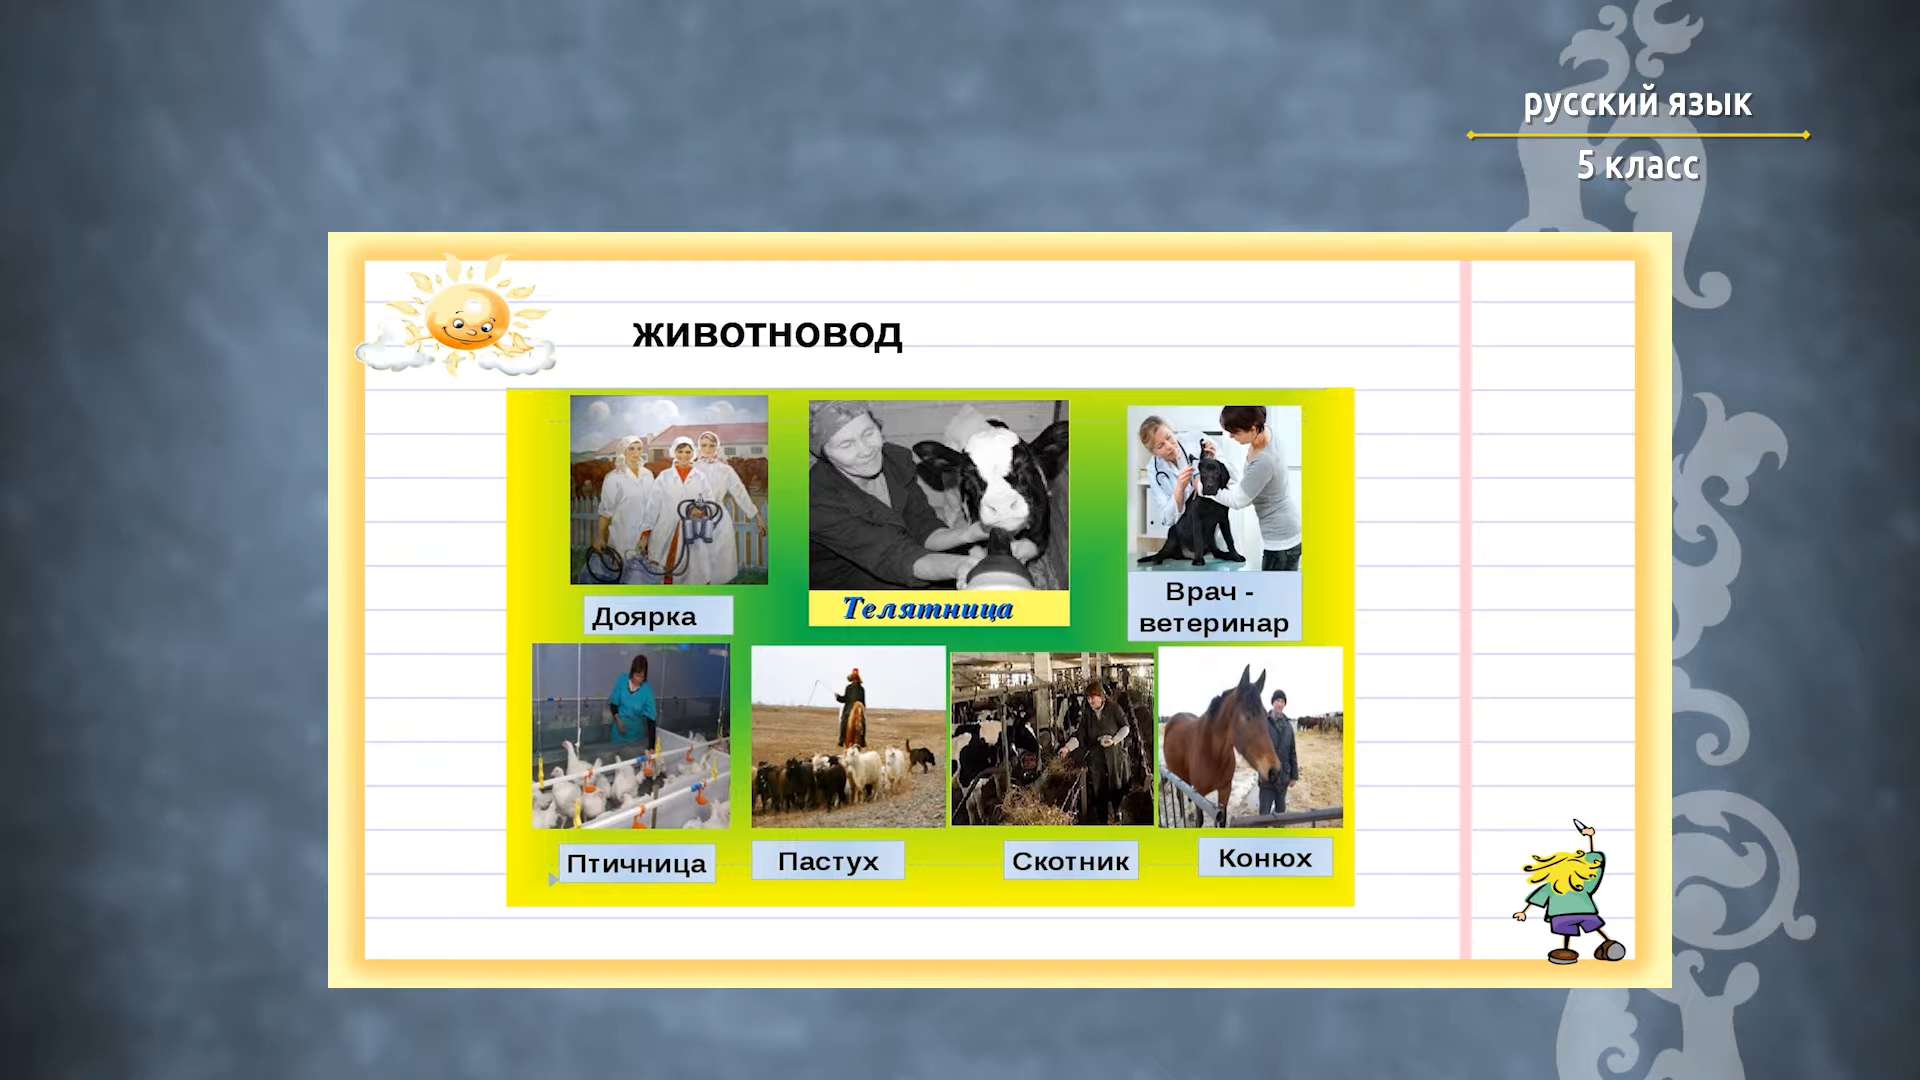 русский язык
5 класс
животновод
Доярка
Телятница
Врач -
ветеринар
Птичница
Пастух
Скотник
Конюх